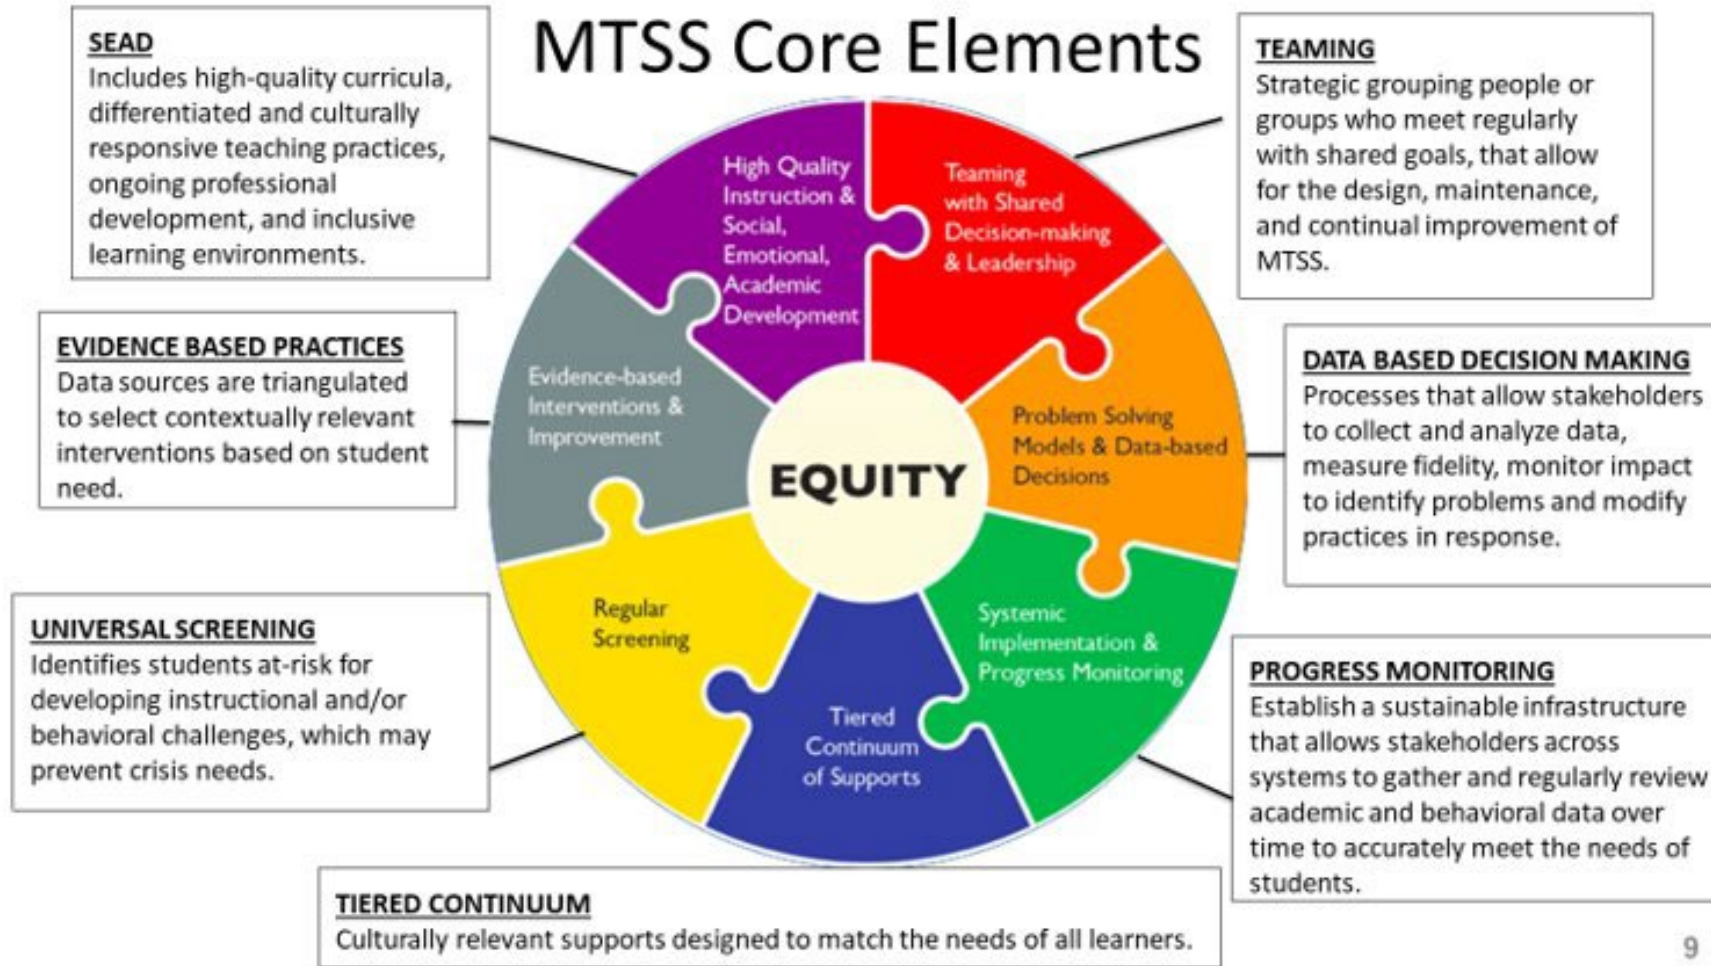 MTSS Core Elements
SEAD
Includes high-quality curricula,
differentiated and culturally
responsive teaching practices,
ongoing professional
development, and inclusive
learning environments.
TEAMING
Strategic grouping people or
groups who meet regularly
with shared goals, that allow
for the design, maintenance,
and continual improvement of
MTSS.
High Quality
Instruction &
Social,
Emotional,
Academic
Development
Teaming
with Shared
Decision-making
& Leadership
EVIDENCE BASED PRACTICES
Data sources are triangulated
to select contextually relevant
interventions based on student
need.
Evidence-based
Interventions &
Improvement
EQUITY
Problem Solving
Models & Data-based
Decisions
DATA BASED DECISION MAKING
Processes that allow stakeholders
to collect and analyze data,
measure fidelity, monitor impact
to identify problems and modify
practices in response.
UNIVERSAL SCREENING
Identifies students at-risk for
developing instructional and/or
behavioral challenges, which may
prevent crisis needs.
Regular
Screening
Systemic
Implementation &
Progress Monitoring
Tiered
Continuum
of Supports
PROGRESS MONITORING
Establish a sustainable infrastructure
that allows stakeholders across
systems to gather and regularly review
academic and behavioral data over
time to accurately meet the needs of
students.
TIERED CONTINUUM
Culturally relevant supports designed to match the needs of all learners.
9